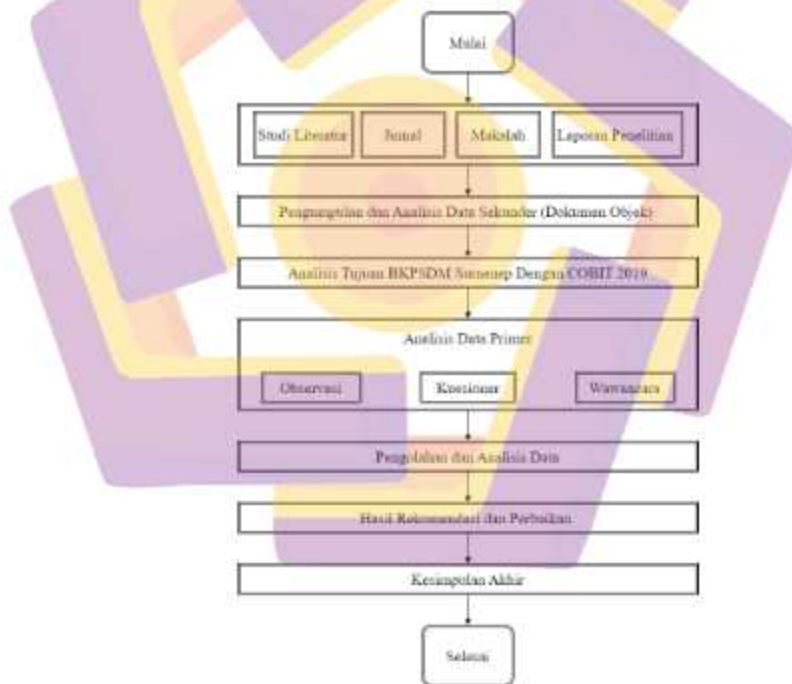 Mulai
Studi Literatur
Jurnal
Makalah
Laporan Penelitian
Pengumpulan dan Analisis Data Sekunder (Dokumen Objek)
Analisis Tujuan BKPSDM Sumenep Dengan COBIT 2019
Analisis Data Primer
Observasi
Kuesioner
Wawancara
Pengolahan dan Analisis Data
Hasil Rekomendasi dan Perbaikan
Kesimpulan Akhir
Selesai